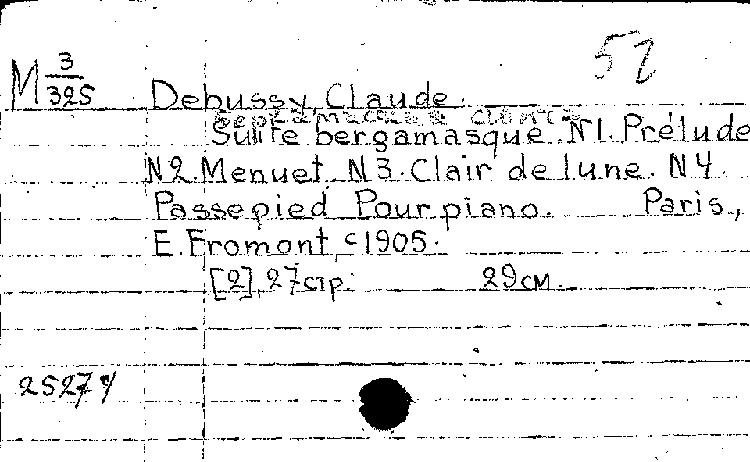 52
M 3/325
Debussy, Claude.
Бергамасская сюита
Suite bergamasque. N1. Prélude
N2. Menuet. N3. Clair de lune. N4.
Passepied. Pour piano. Paris.,
E. Fromont, c1905.
[2], 27 стр. 29 см.
25274